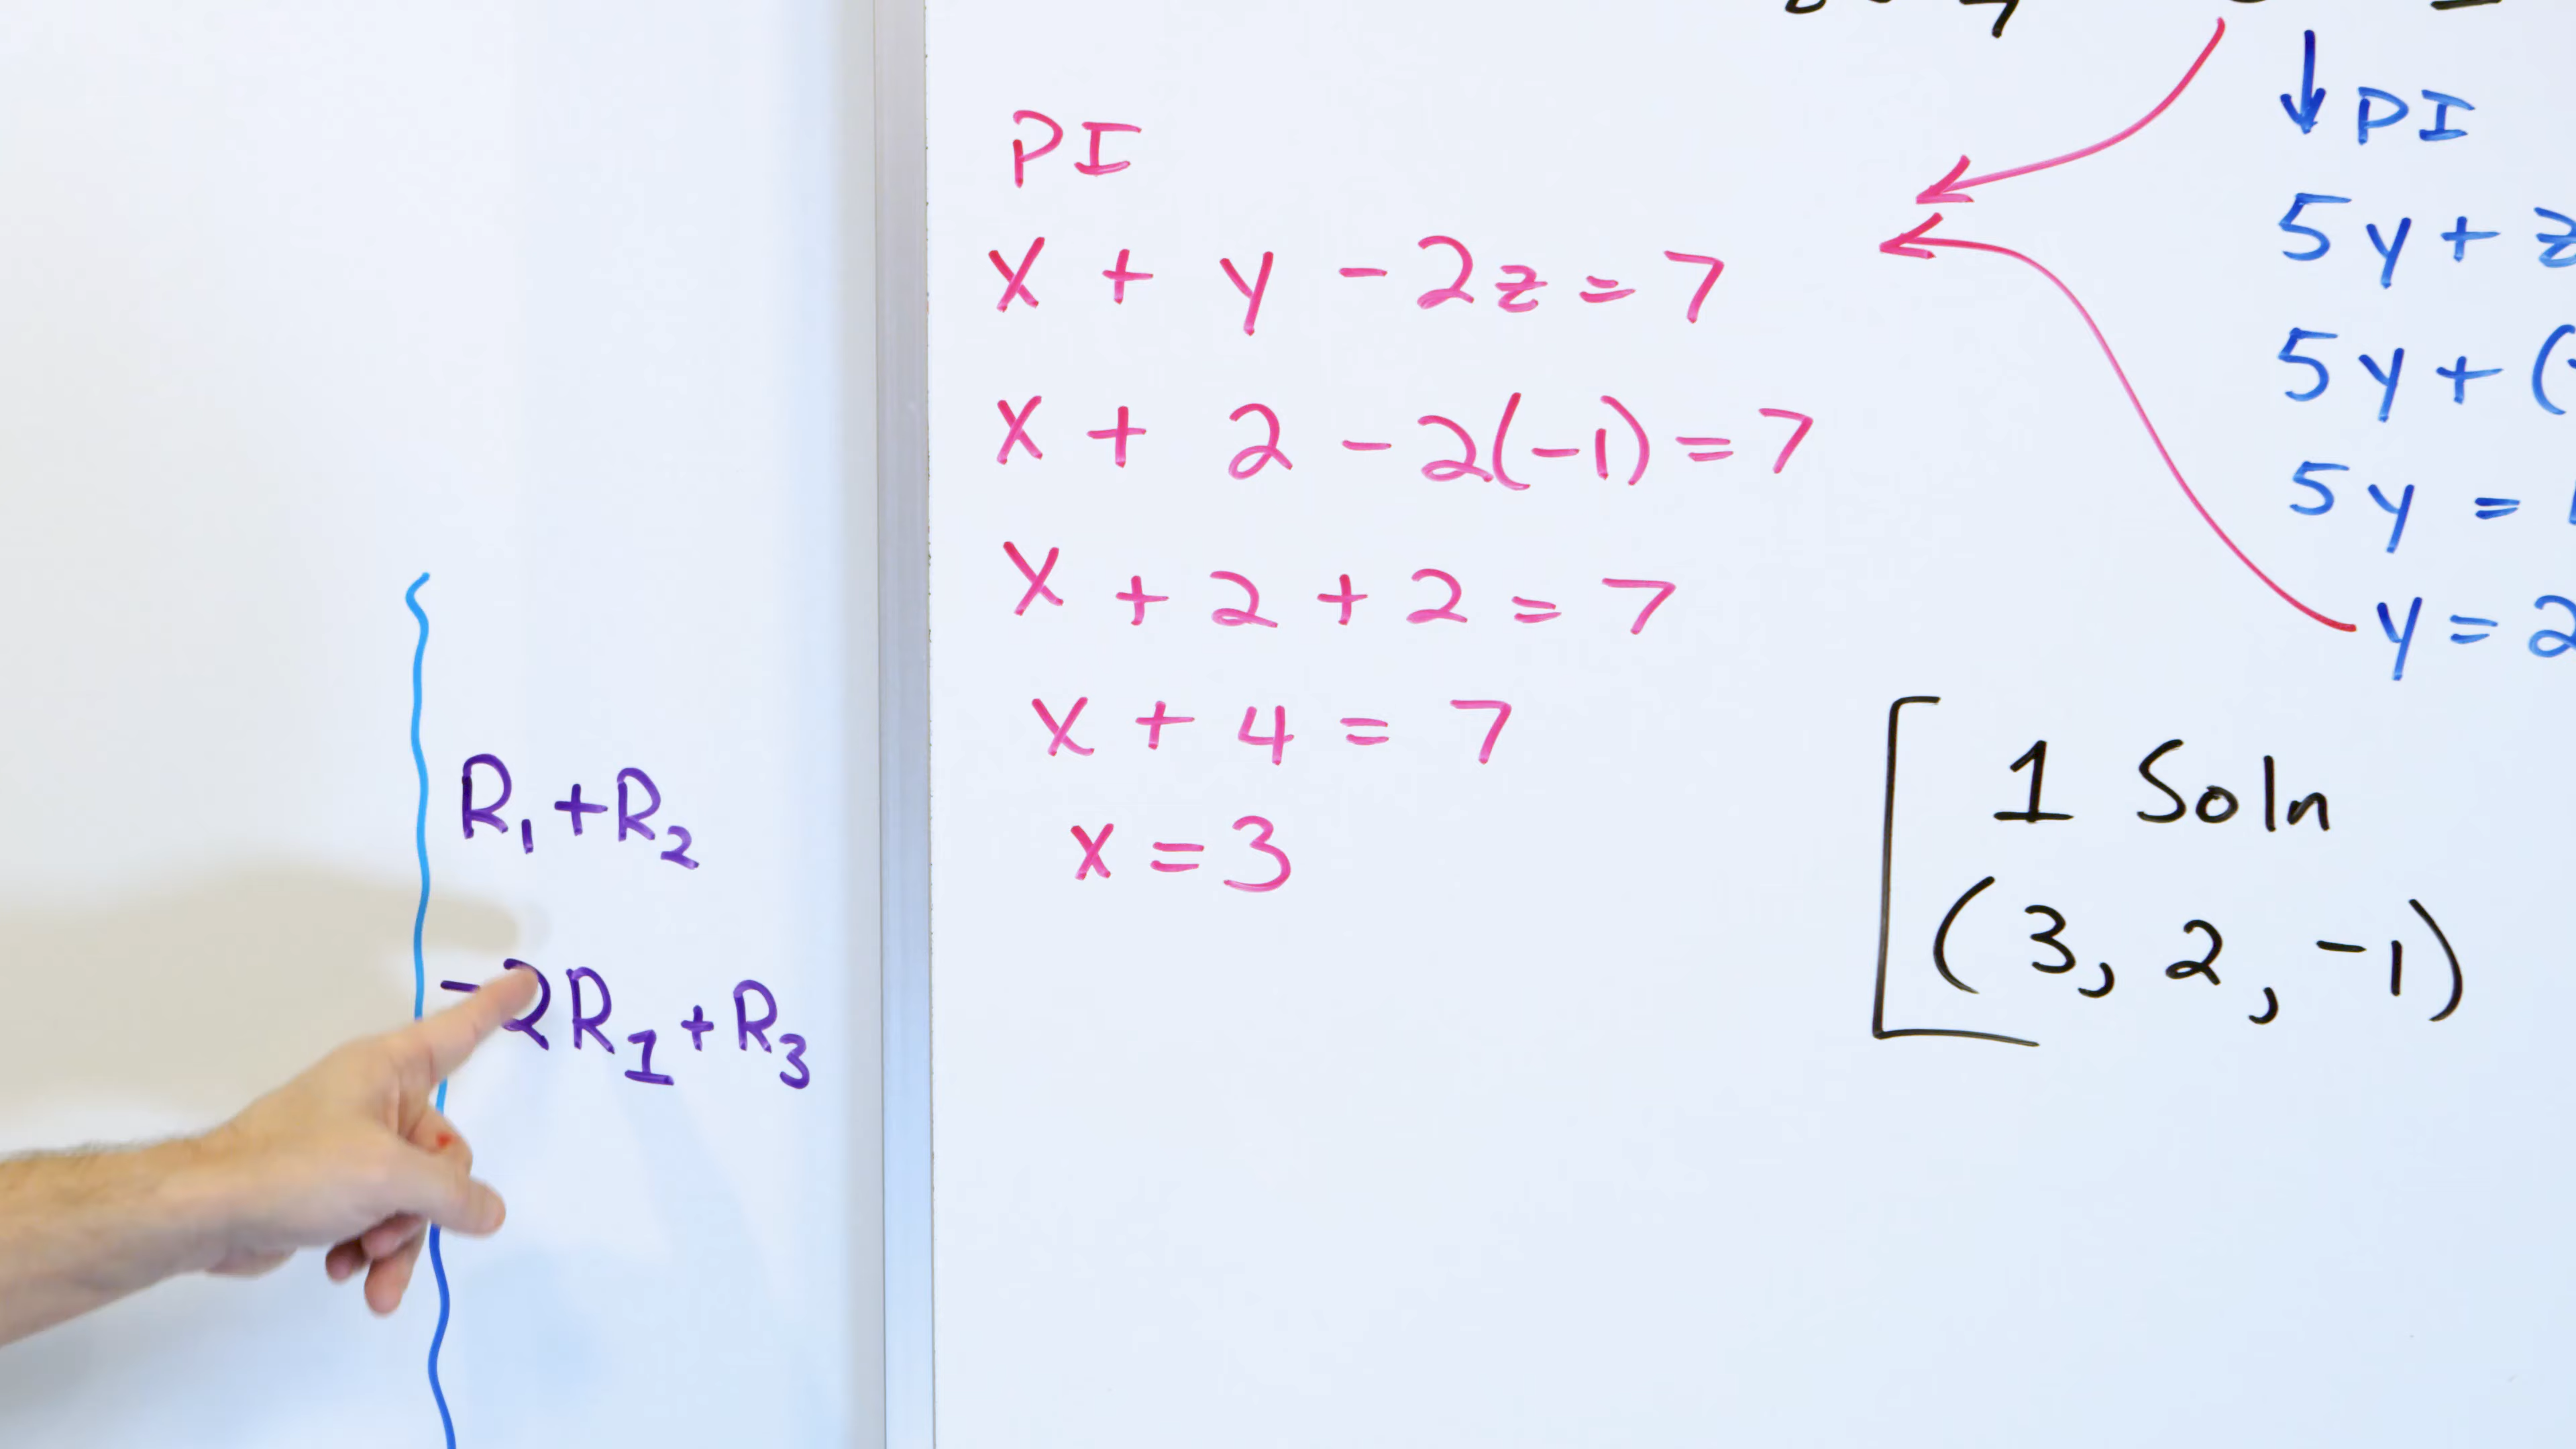 R₁+R₂
-2R₁+R₃
PI
x + y - 2z = 7
x + 2 - 2(-1) = 7
x + 2 + 2 = 7
x + 4 = 7
x = 3
PI
5y + z
5y + (
5y =
y = 2
1 Soln
(3, 2, -1)